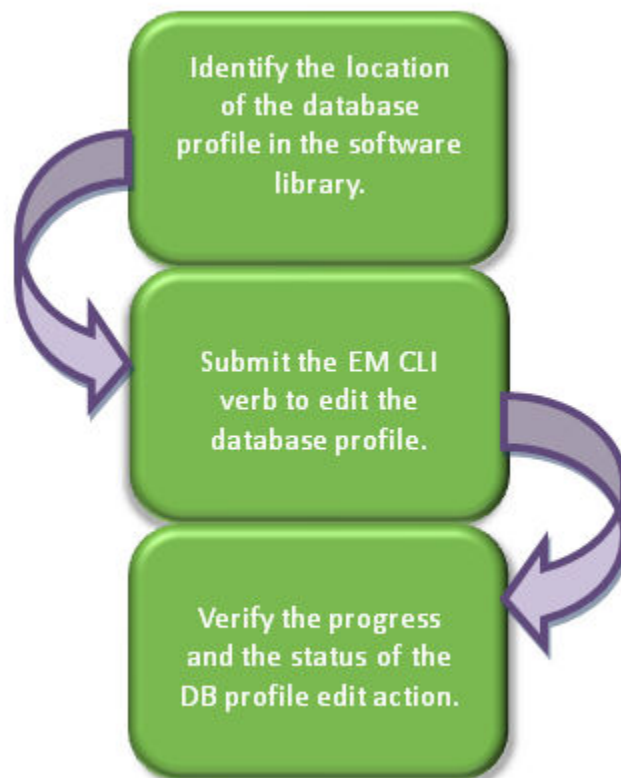 Identify the location
of the database
profile in the software
library.
Submit the EM CLI
verb to edit the
database profile.
Verify the progress
and the status of the
DB profile edit action.